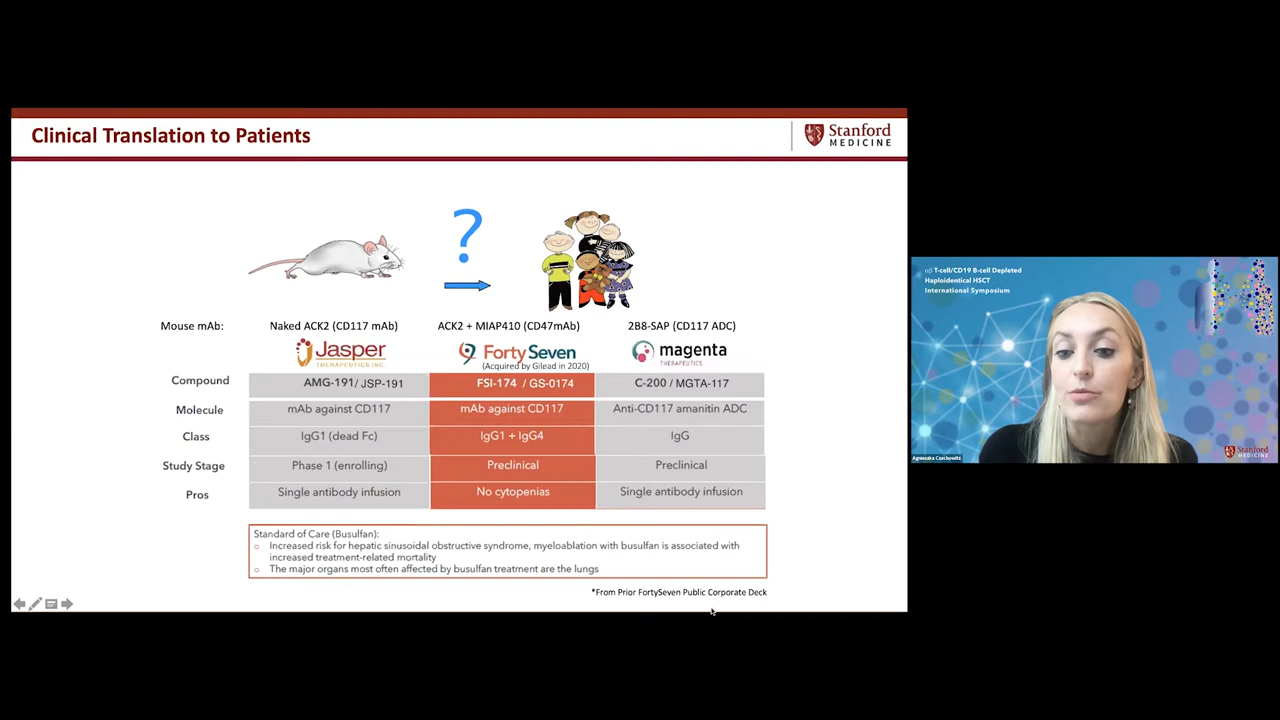 Clinical Translation to Patients
Stanford
MEDICINE
?
Mouse mAb:
Naked ACK2 (CD117 mAb)
ACK2 + MIAP410 (CD47mAb)
2B8-SAP (CD117 ADC)
Jasper
THERAPEUTICS INC.
FortySeven
(Acquired by Gilead in 2020)
magenta
THERAPEUTICS
Compound
AMG-191/ JSP-191
FSI-174 / GS-0174
C-200 / MGTA-117
Molecule
mAb against CD117
mAb against CD117
Anti-CD117 amanitin ADC
Class
IgG1 (dead Fc)
IgG1 + IgG4
IgG
Study Stage
Phase 1 (enrolling)
Preclinical
Preclinical
Pros
Single antibody infusion
No cytopenias
Single antibody infusion
Standard of Care (Busulfan):
Increased risk for hepatic sinusoidal obstructive syndrome, myeloablation with busulfan is associated with
increased treatment-related mortality
The major organs most often affected by busulfan treatment are the lungs
*From Prior FortySeven Public Corporate Deck
αβ T-cell/CD19 B-cell Depleted
Haploidentical HSCT
International Symposium
Agnieszka Czechowicz
Stanford
MEDICINE